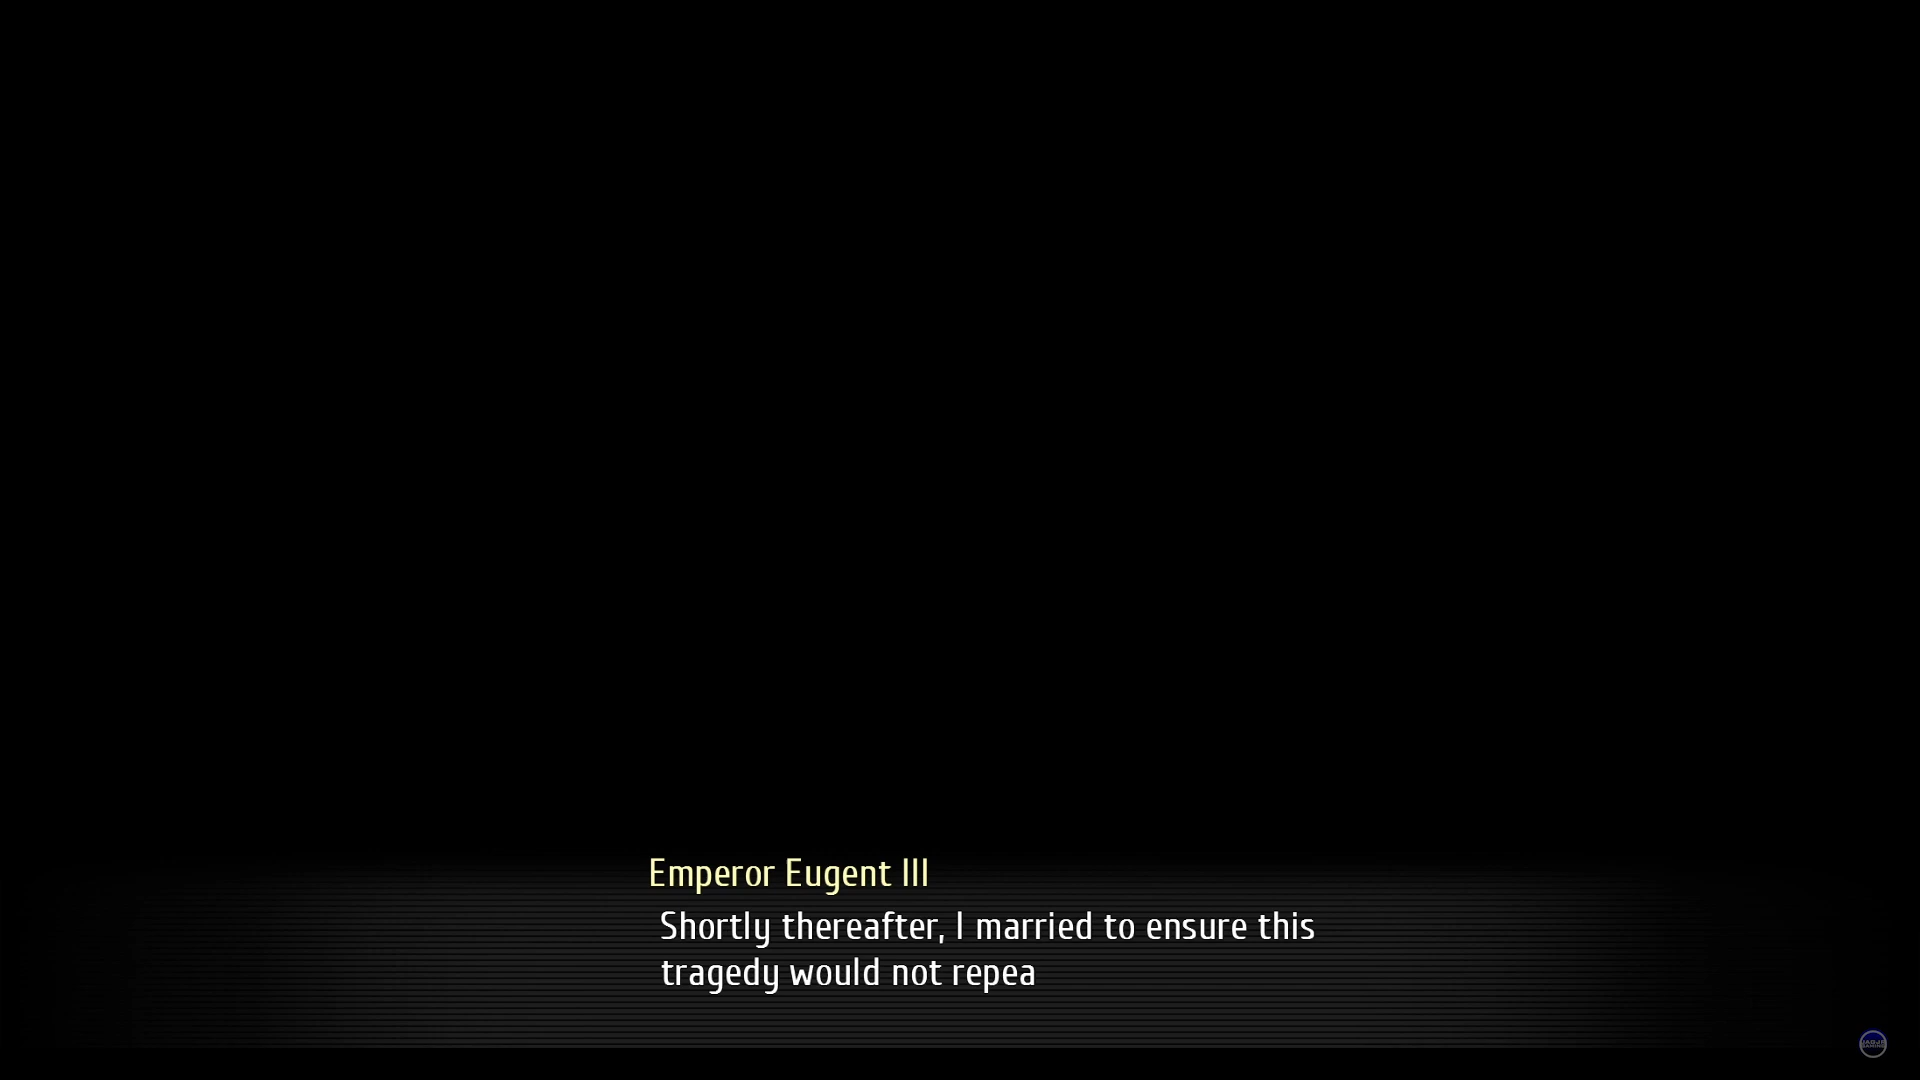 Emperor Eugent III
Shortly thereafter, I married to ensure this
tragedy would not repea